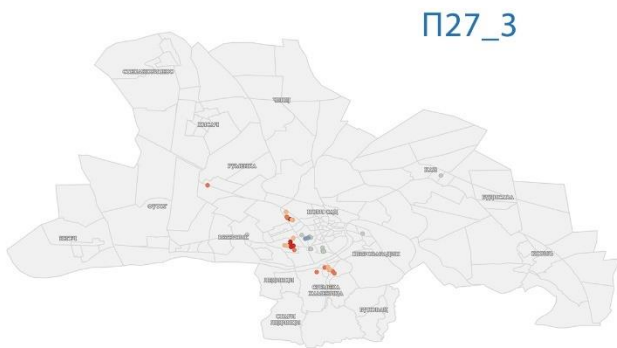 П27_3
СТЕПАНОВИЋЕВО
ЧЕНЕЈ
КИСАЧ
РУМЕНКА
КАЋ
БУДИСАВА
ФУТОГ
НОВИ САД
ВЕТЕРНИК
БЕГЕЧ
ПЕТРОВАРАДИН
КОВИЉ
ЛЕДИНЦИ
СРЕМСКА
КАМЕНИЦА
БУКОВАЦ
СТАРИ
ЛЕДИНЦИ